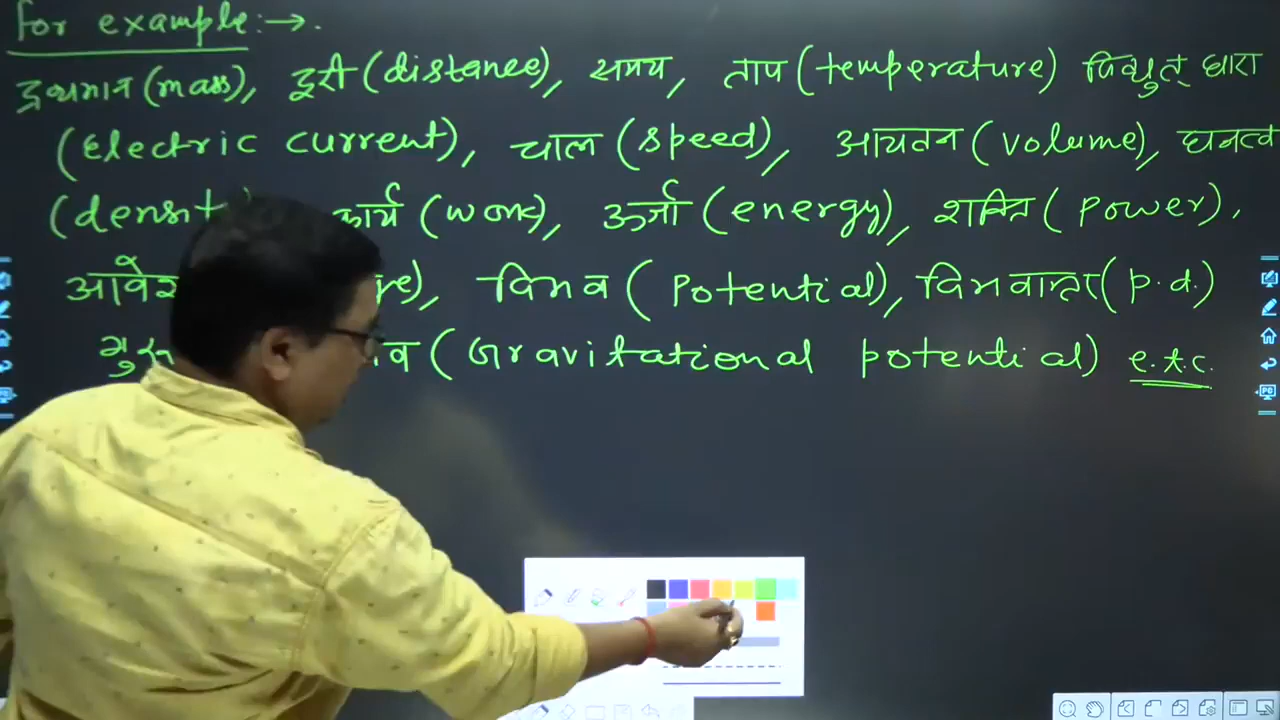 For example:→.
द्रव्यमान (mass), दूरी (distance), समय, ताप (temperature) विद्युत् धारा
(Electric current), चाल (speed), आयतन (volume), घनत्व
(densit कार्य (work), ऊर्जा (energy), शक्ति (Power),
विभव (Potential), विभवान्तर (p.d.)
(Gravitational potential) e.t.c.